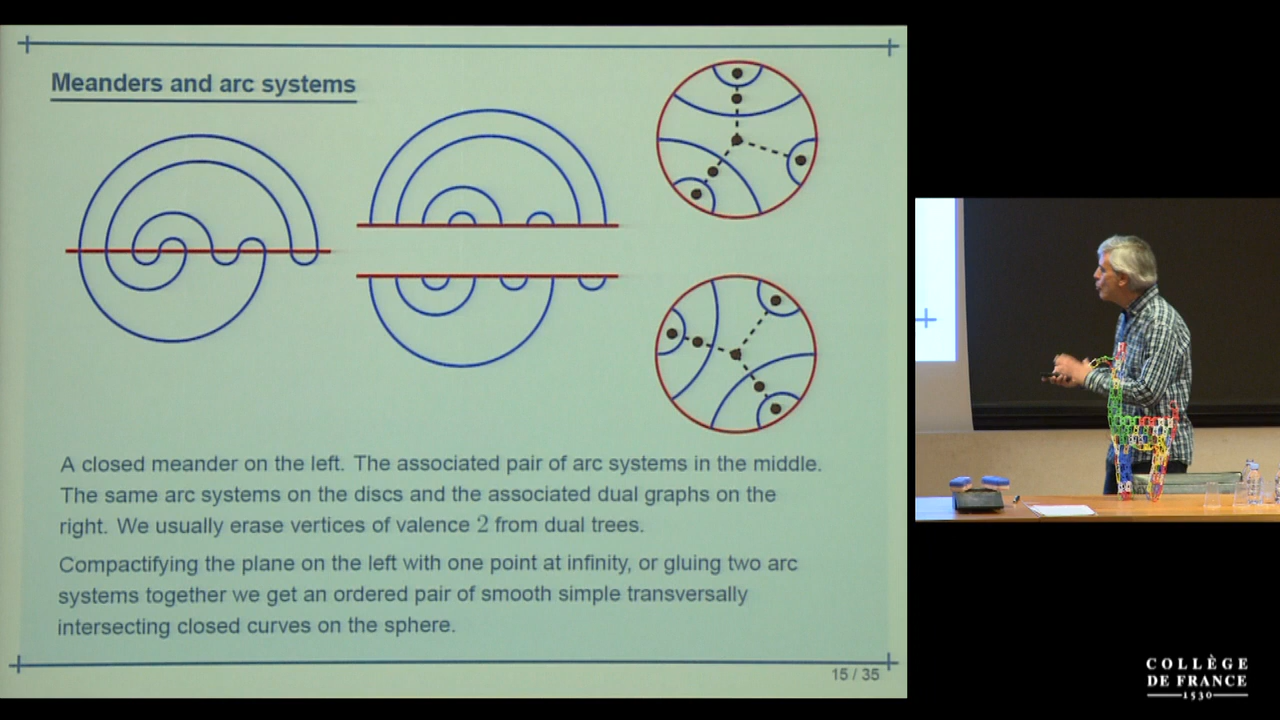 Meanders and arc systems
A closed meander on the left. The associated pair of arc systems in the middle.
The same arc systems on the discs and the associated dual graphs on the
right. We usually erase vertices of valence 2 from dual trees.
Compactifying the plane on the left with one point at infinity, or gluing two arc
systems together we get an ordered pair of smooth simple transversally
intersecting closed curves on the sphere.
15 / 35
COLLÈGE
DE FRANCE
1530